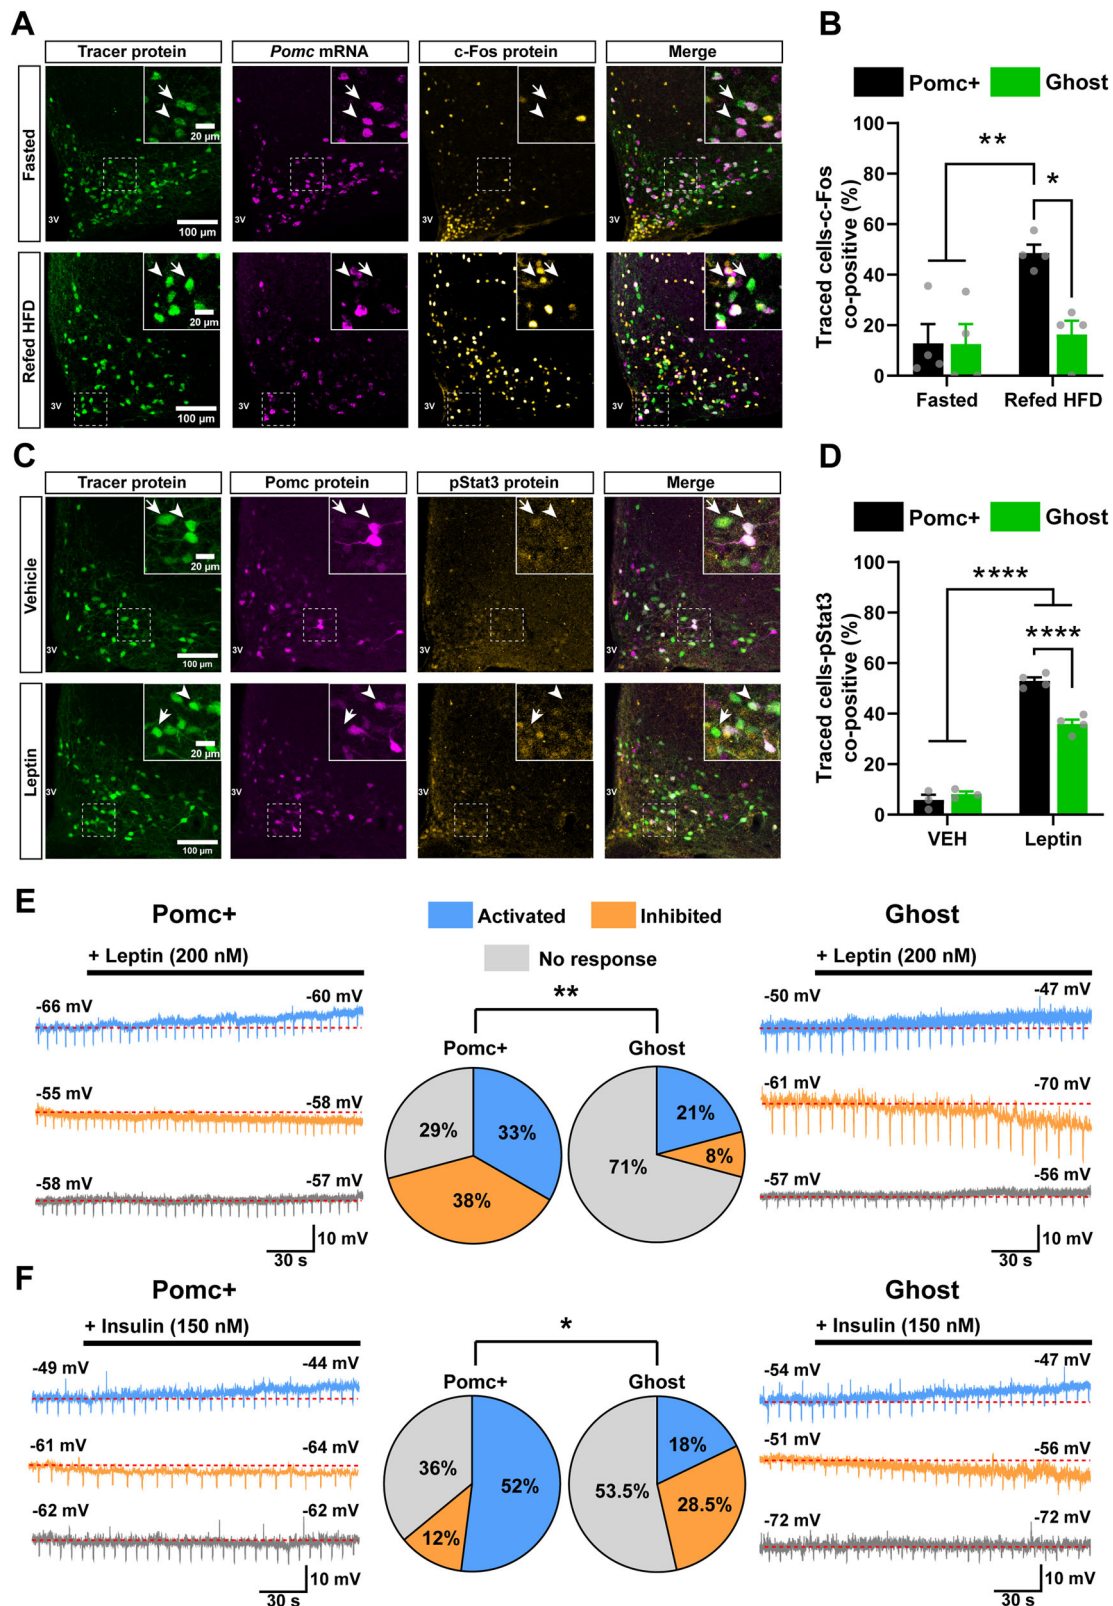 A
Tracer protein
Pomc mRNA
c-Fos protein
Merge
Fasted
3V
20 µm
100 µm
Refed HFD
3V
20 µm
100 µm
B
Pomc+
Ghost
Traced cells-c-Fos
co-positive (%)
100
80
60
40
20
0
**
*
Fasted
Refed HFD
C
Tracer protein
Pomc protein
pStat3 protein
Merge
Vehicle
3V
20 µm
100 µm
Leptin
3V
20 µm
100 µm
D
Pomc+
Ghost
Traced cells-pStat3
co-positive (%)
100
80
60
40
20
0
****
****
VEH
Leptin
E
Pomc+
+ Leptin (200 nM)
-66 mV
-60 mV
-55 mV
-58 mV
-58 mV
-57 mV
10 mV
30 s
Activated
Inhibited
No response
**
Pomc+
Ghost
29%
33%
38%
21%
8%
71%
Ghost
+ Leptin (200 nM)
-50 mV
-47 mV
-61 mV
-70 mV
-57 mV
-56 mV
10 mV
30 s
F
Pomc+
+ Insulin (150 nM)
-49 mV
-44 mV
-61 mV
-64 mV
-62 mV
-62 mV
10 mV
30 s
*
Pomc+
Ghost
36%
52%
12%
18%
28.5%
53.5%
Ghost
+ Insulin (150 nM)
-54 mV
-47 mV
-51 mV
-56 mV
-72 mV
-72 mV
10 mV
30 s